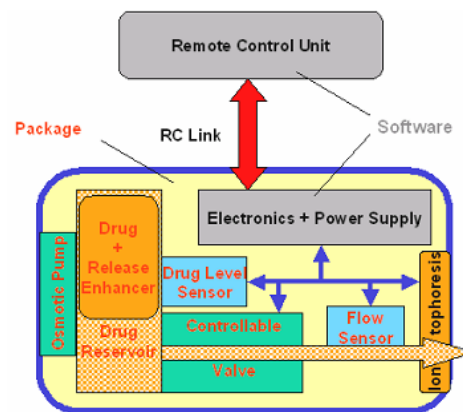 Remote Control Unit
Package
RC Link
Software
Electronics + Power Supply
Osmotic Pump
Drug
+
Release
Enhancer
Drug Level
Sensor
Drug
Reservoir
Controllable
Valve
Flow
Sensor
Ion tophoresis